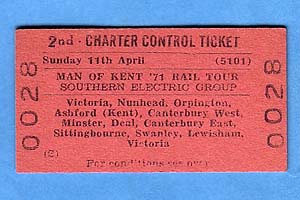 2nd - CHARTER CONTROL TICKET
Sunday 11th April (5101)
MAN OF KENT '71 RAIL TOUR
SOUTHERN ELECTRIC GROUP
Victoria, Nunhead, Orpington,
Ashford (Kent), Canterbury West,
Minster, Deal, Canterbury East,
Sittingbourne, Swanley, Lewisham,
Victoria
(S)
For conditions see over
0028
0028